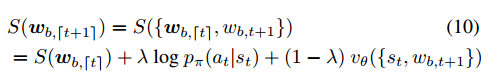 S(𝒘_{b,⌈t+1⌉}) = S({𝒘_{b,⌈t⌉}, w_{b,t+1}}) (10)
= S(𝒘_{b,⌈t⌉}) + λ log p_π(a_t|s_t) + (1 − λ) v_θ({s_t, w_{b,t+1}})